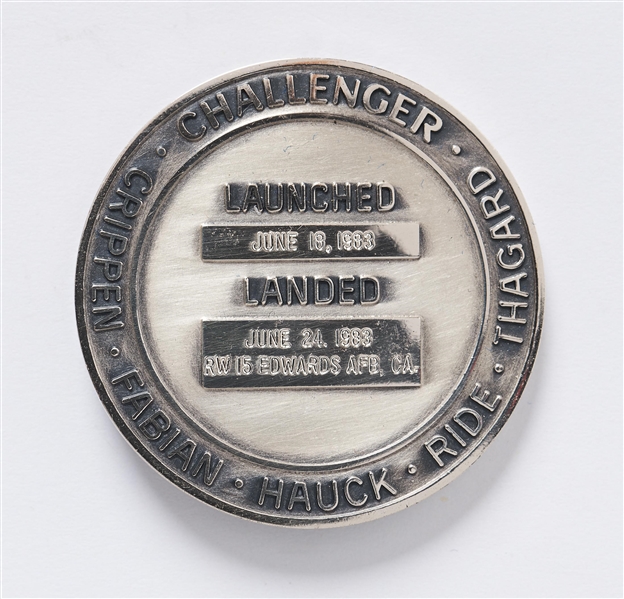 CHALLENGER · THAGARD · RIDE · HAUCK · FABIAN · CRIPPEN ·
LAUNCHED
JUNE 18, 1983
LANDED
JUNE 24. 1983
RW 15 EDWARDS AFB, CA.